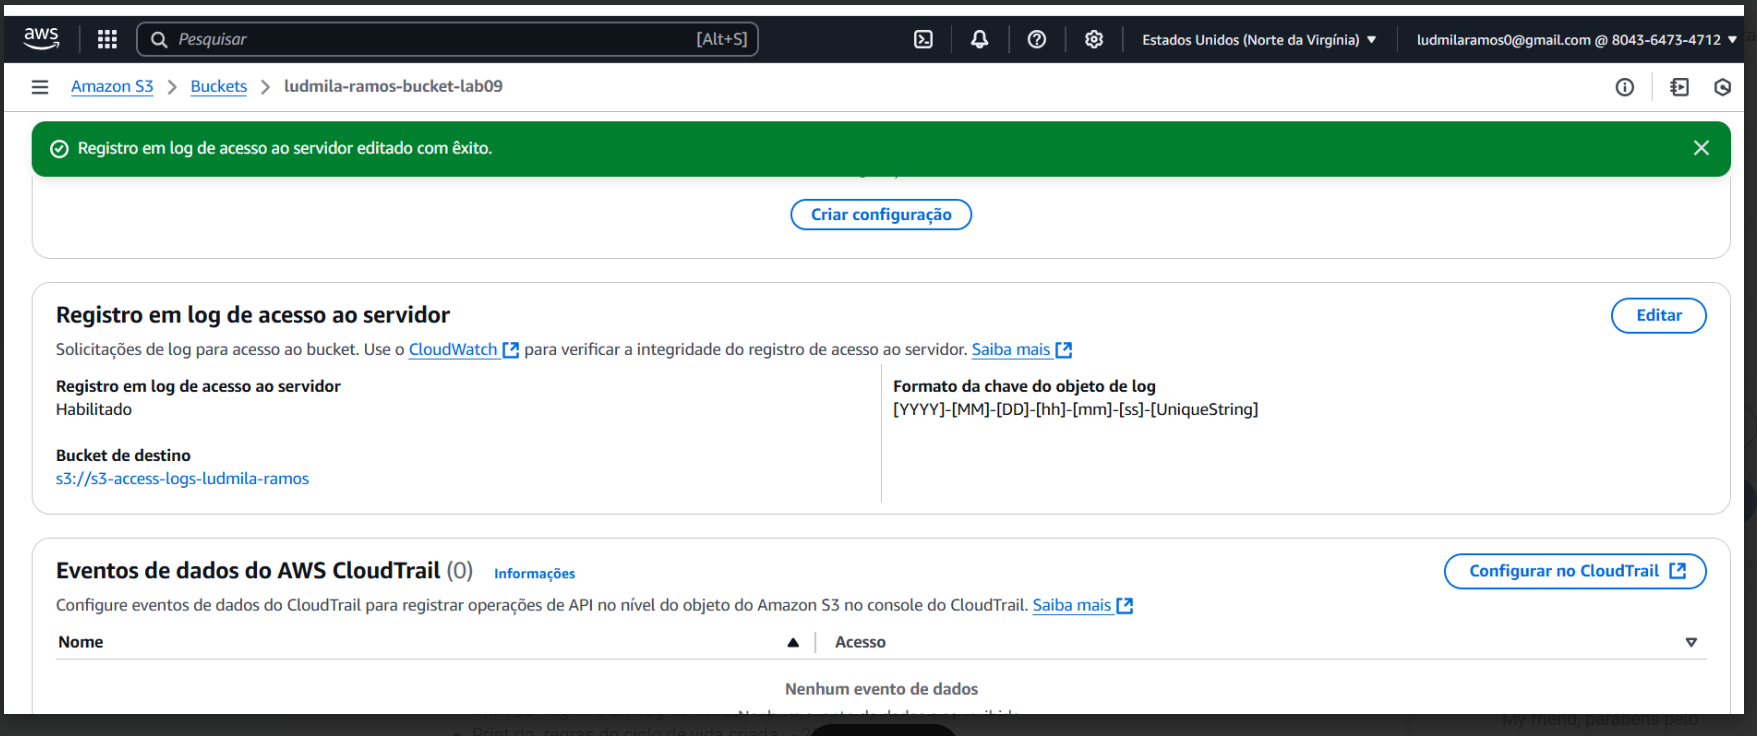 aws
Pesquisar [Alt+S]
Estados Unidos (Norte da Virgínia) ▼
ludmilaramos0@gmail.com @ 8043-6473-4712 ▼
Amazon S3 > Buckets > ludmila-ramos-bucket-lab09
Registro em log de acesso ao servidor editado com êxito.
Criar configuração
Registro em log de acesso ao servidor
Editar
Solicitações de log para acesso ao bucket. Use o CloudWatch para verificar a integridade do registro de acesso ao servidor. Saiba mais
Registro em log de acesso ao servidor
Habilitado
Formato da chave do objeto de log
[YYYY]-[MM]-[DD]-[hh]-[mm]-[ss]-[UniqueString]
Bucket de destino
s3://s3-access-logs-ludmila-ramos
Eventos de dados do AWS CloudTrail (0) Informações
Configurar no CloudTrail
Configure eventos de dados do CloudTrail para registrar operações de API no nível do objeto do Amazon S3 no console do CloudTrail. Saiba mais
Nome
Acesso
Nenhum evento de dados
My friend, parabéns pelo